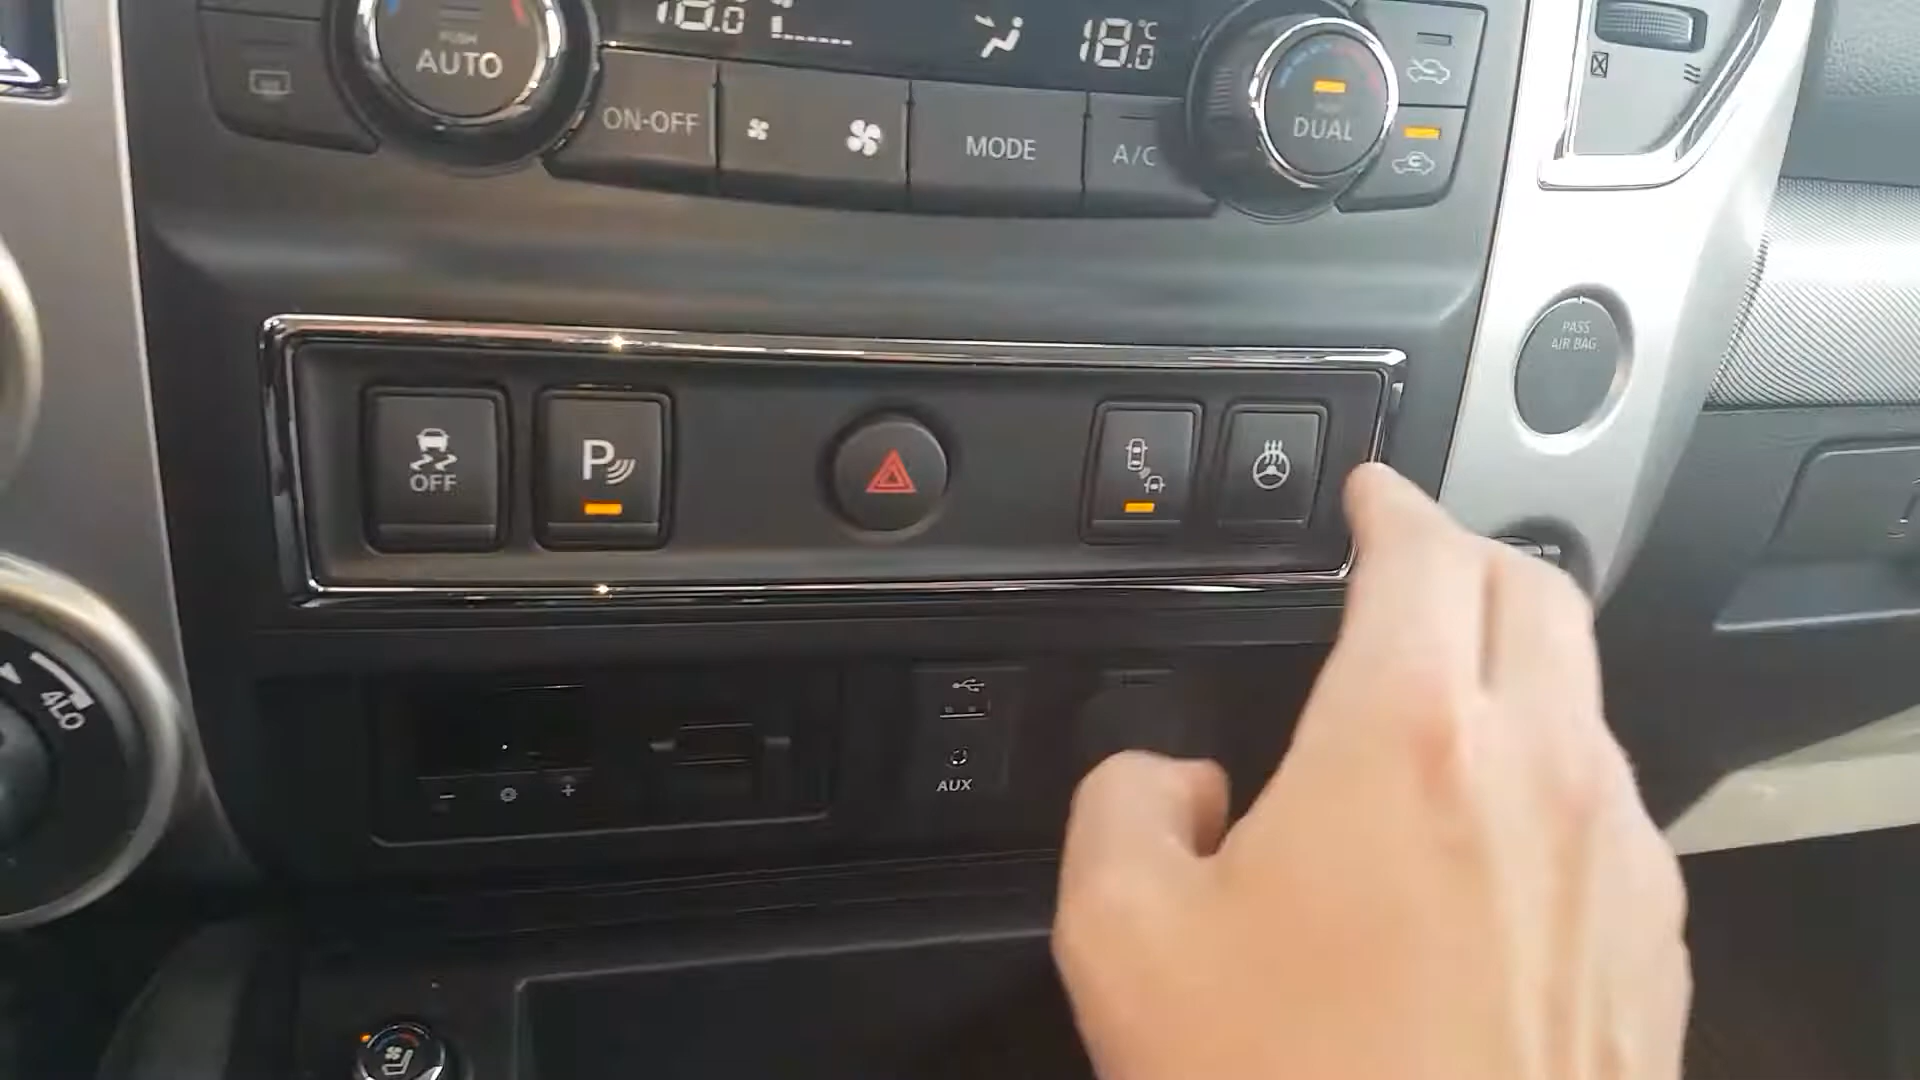 18.0
18.0 °C
PUSH
AUTO
ON-OFF
MODE
A/C
DUAL
PASS
AIR BAG
OFF
P
4LO
- +
AUX